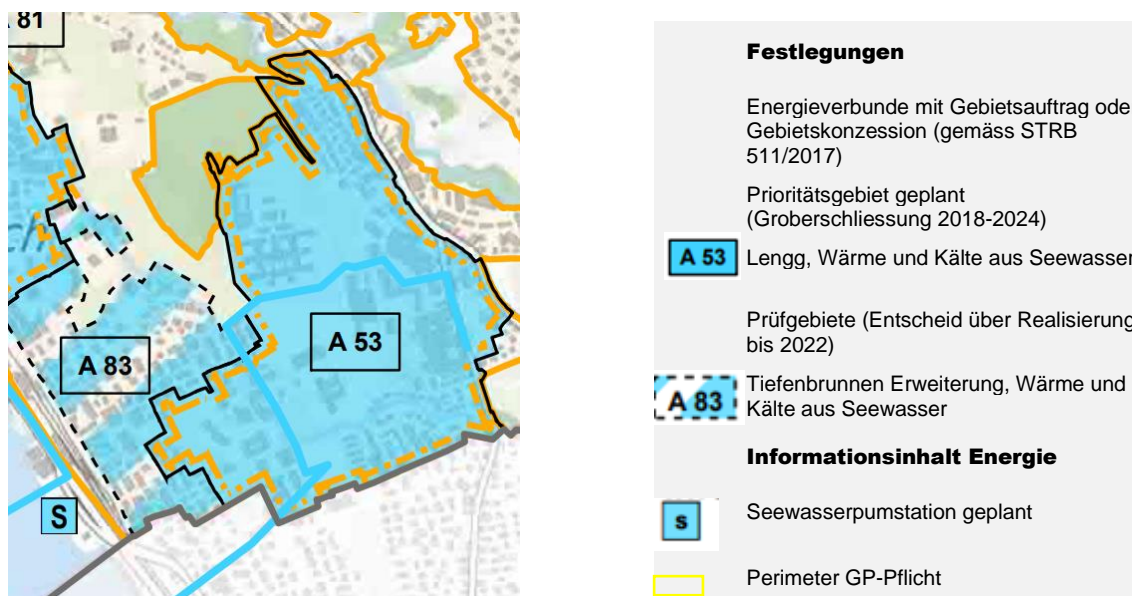 81
ch
A 83
A 53
S
Festlegungen
Energieverbunde mit Gebietsauftrag ode
Gebietskonzession (gemäss STRB
511/2017)
Prioritätsgebiet geplant
(Groberschliessung 2018-2024)
A 53 Lengg, Wärme und Kälte aus Seewasser
Prüfgebiete (Entscheid über Realisierung
bis 2022)
A 83 Tiefenbrunnen Erweiterung, Wärme und
Kälte aus Seewasser
Informationsinhalt Energie
s Seewasserpumstation geplant
Perimeter GP-Pflicht